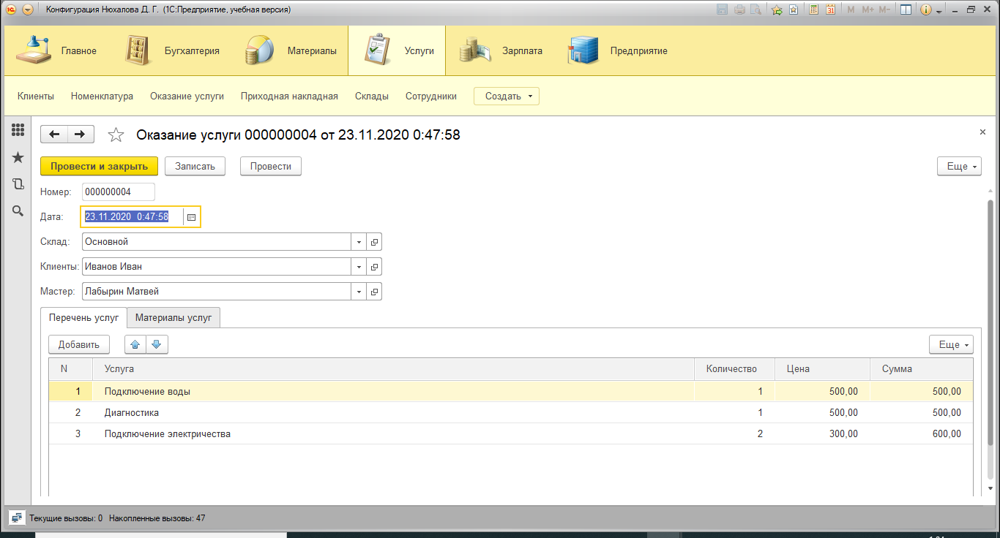 Конфигурация Нюхалова Д. Г. (1С:Предприятие, учебная версия)
M M+ M-
Главное Бухгалтерия Материалы Услуги Зарплата Предприятие
Клиенты Номенклатура Оказание услуги Приходная накладная Склады Сотрудники Создать
Оказание услуги 000000004 от 23.11.2020 0:47:58
Провести и закрыть Записать Провести Еще
Номер: 000000004
Дата: 23.11.2020 0:47:58
Склад: Основной
Клиенты: Иванов Иван
Мастер: Лабырин Матвей
Перечень услуг Материалы услуг
Добавить Еще
N Услуга Количество Цена Сумма
1 Подключение воды 1 500,00 500,00
2 Диагностика 1 500,00 500,00
3 Подключение электричества 2 300,00 600,00
Текущие вызовы: 0 Накопленные вызовы: 47